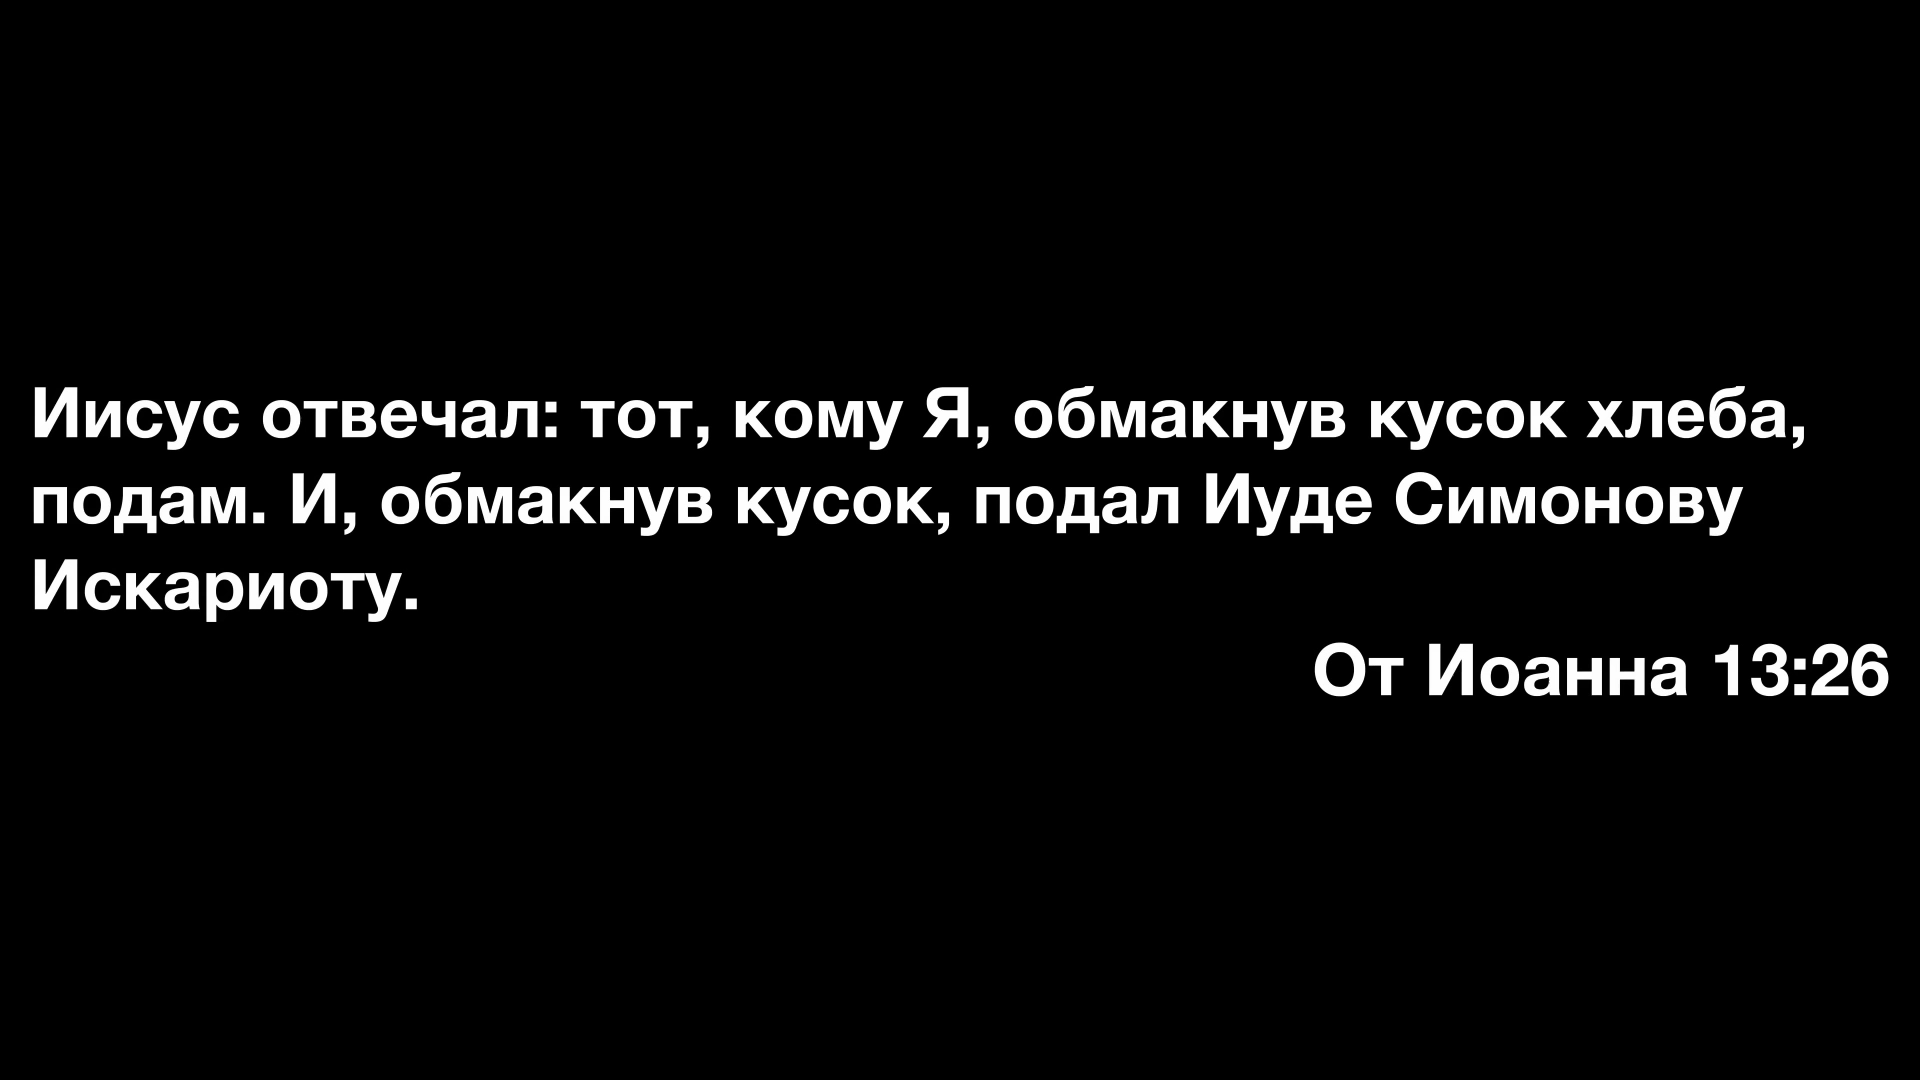 Иисус отвечал: тот, кому Я, обмакнув кусок хлеба,
подам. И, обмакнув кусок, подал Иуде Симонову
Искариоту.
От Иоанна 13:26